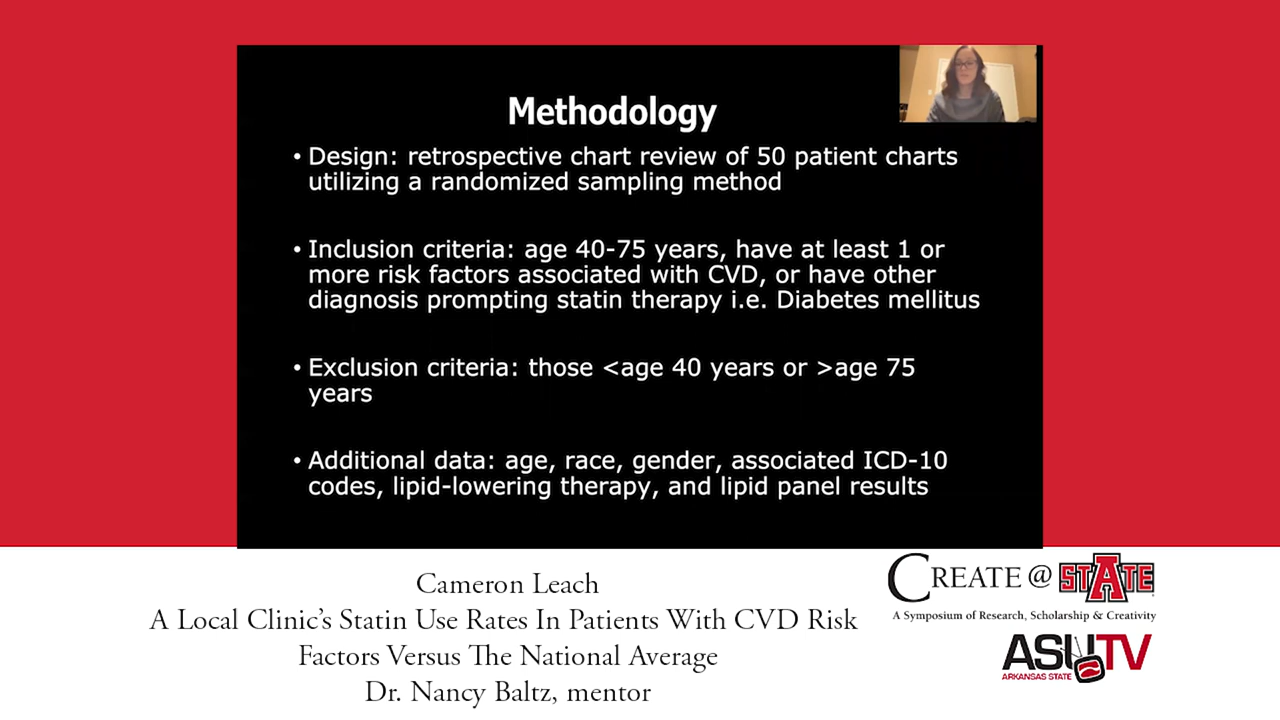 Methodology
• Design: retrospective chart review of 50 patient charts
utilizing a randomized sampling method
• Inclusion criteria: age 40-75 years, have at least 1 or
more risk factors associated with CVD, or have other
diagnosis prompting statin therapy i.e. Diabetes mellitus
• Exclusion criteria: those <age 40 years or >age 75
years
• Additional data: age, race, gender, associated ICD-10
codes, lipid-lowering therapy, and lipid panel results
Cameron Leach
A Local Clinic’s Statin Use Rates In Patients With CVD Risk
Factors Versus The National Average
Dr. Nancy Baltz, mentor
CREATE @ STATE
A Symposium of Research, Scholarship & Creativity
ASU TV
ARKANSAS STATE